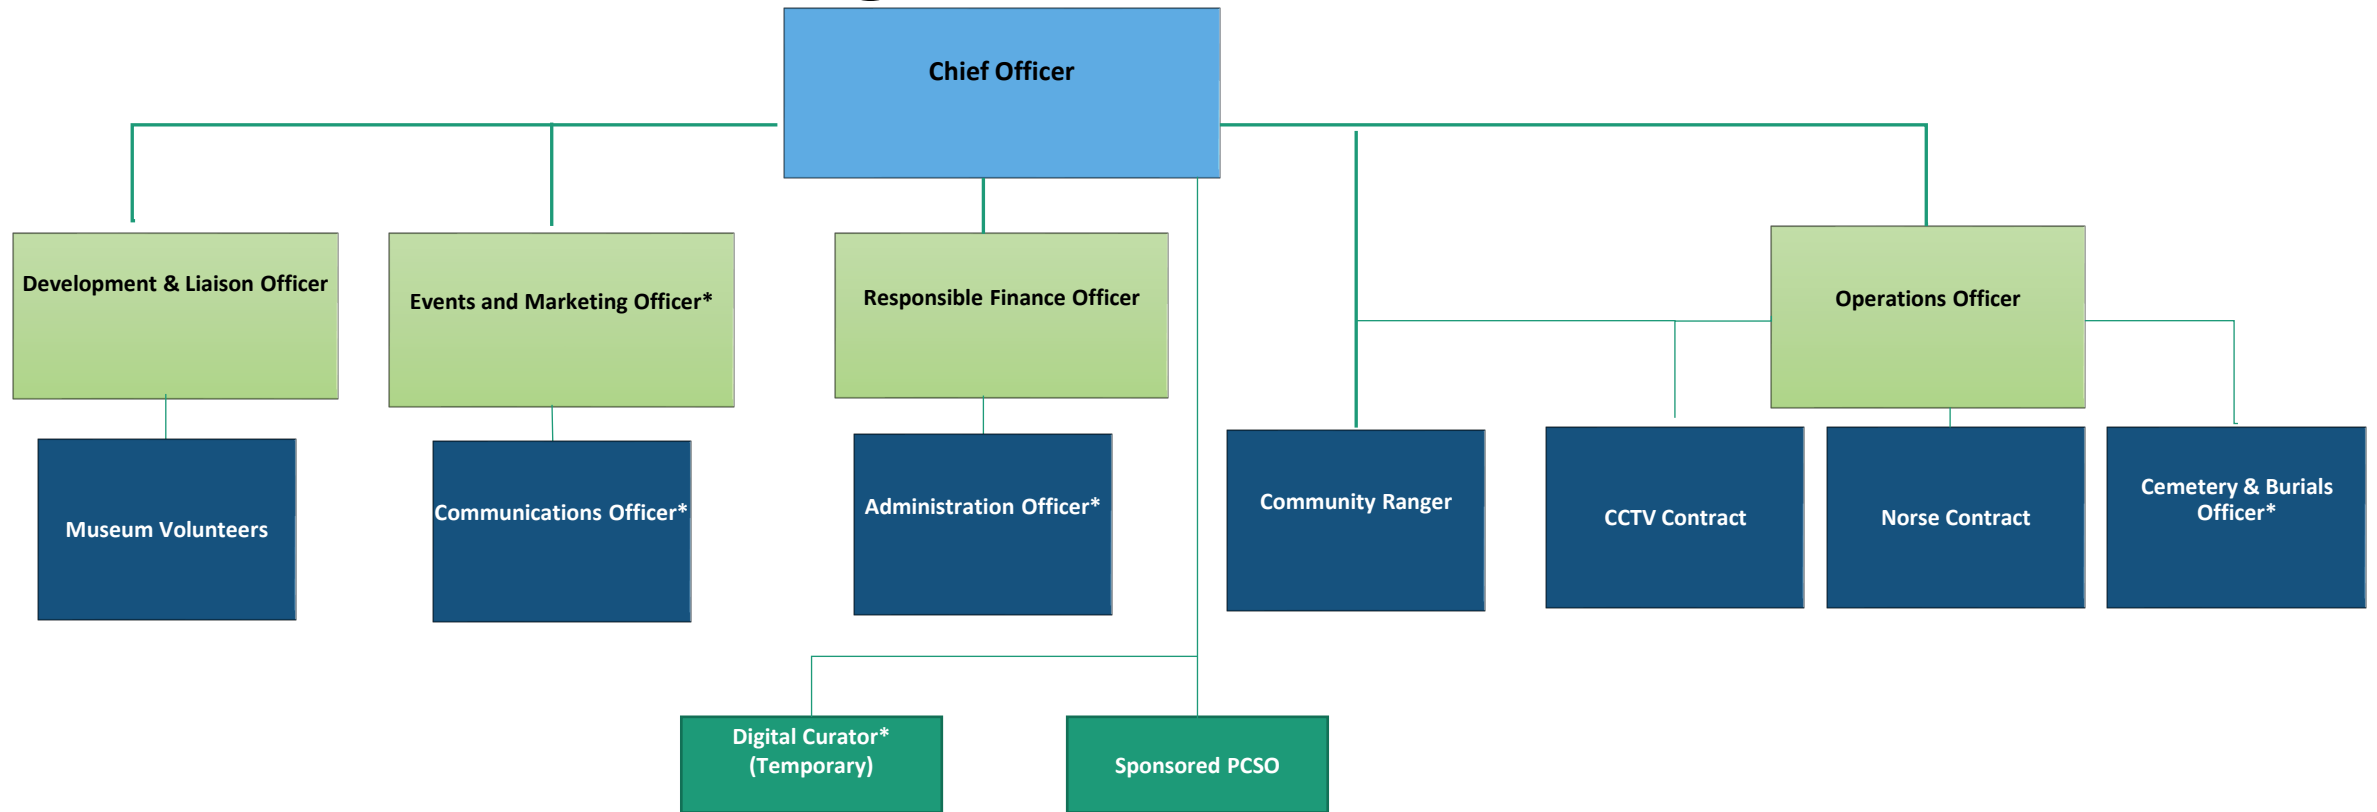 Chief Officer
Development & Liaison Officer
Events and Marketing Officer*
Responsible Finance Officer
Operations Officer
Museum Volunteers
Communications Officer*
Administration Officer*
Community Ranger
CCTV Contract
Norse Contract
Cemetery & Burials
Officer*
Digital Curator*
(Temporary)
Sponsored PCSO